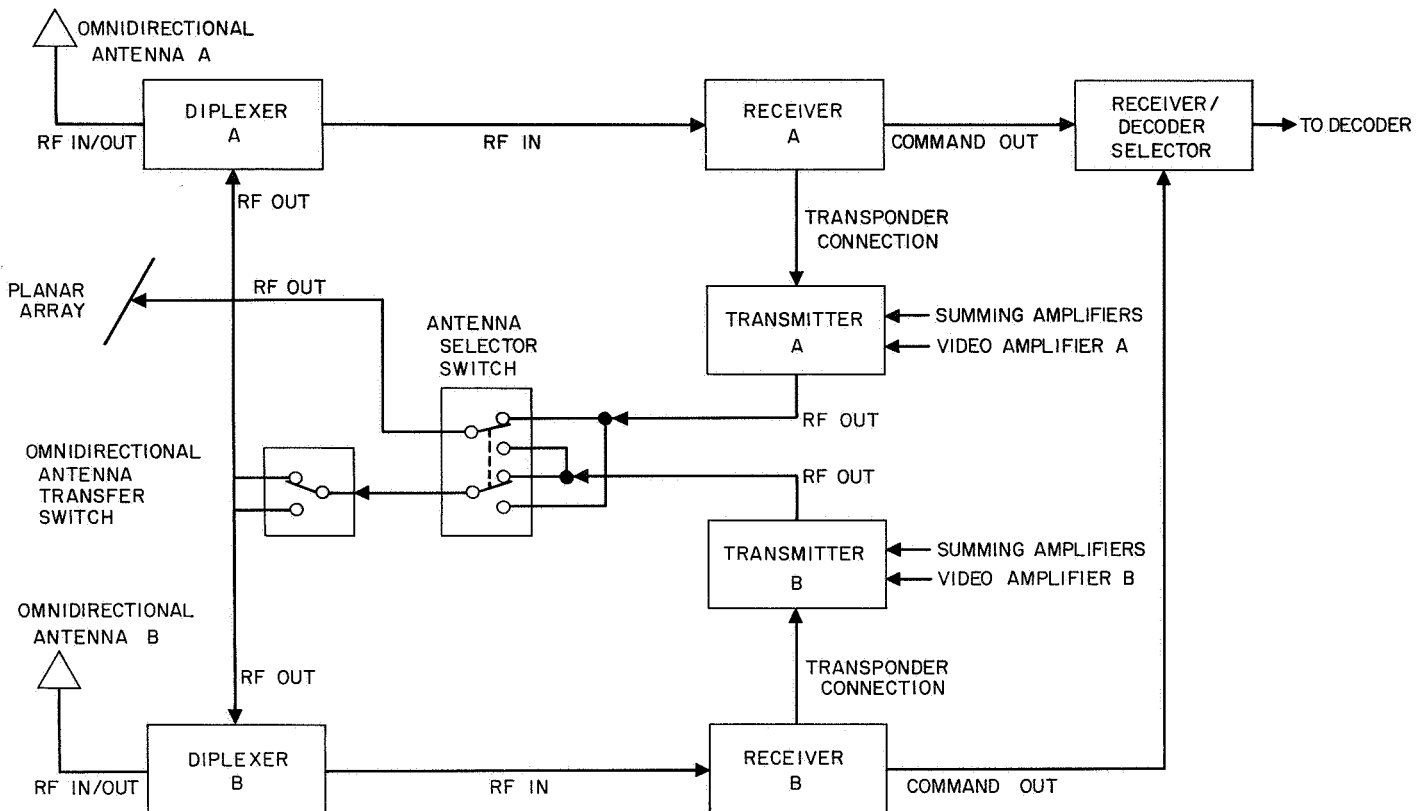 OMNIDIRECTIONAL
ANTENNA A
DIPLEXER
A
RECEIVER
A
RECEIVER/
DECODER
SELECTOR
TO DECODER
RF IN/OUT
RF IN
COMMAND OUT
RF OUT
TRANSPONDER
CONNECTION
PLANAR
ARRAY
RF OUT
ANTENNA
SELECTOR
SWITCH
TRANSMITTER
A
SUMMING AMPLIFIERS
VIDEO AMPLIFIER A
RF OUT
OMNIDIRECTIONAL
ANTENNA
TRANSFER
SWITCH
RF OUT
TRANSMITTER
B
SUMMING AMPLIFIERS
VIDEO AMPLIFIER B
OMNIDIRECTIONAL
ANTENNA B
RF OUT
TRANSPONDER
CONNECTION
DIPLEXER
B
RECEIVER
B
RF IN/OUT
RF IN
COMMAND OUT